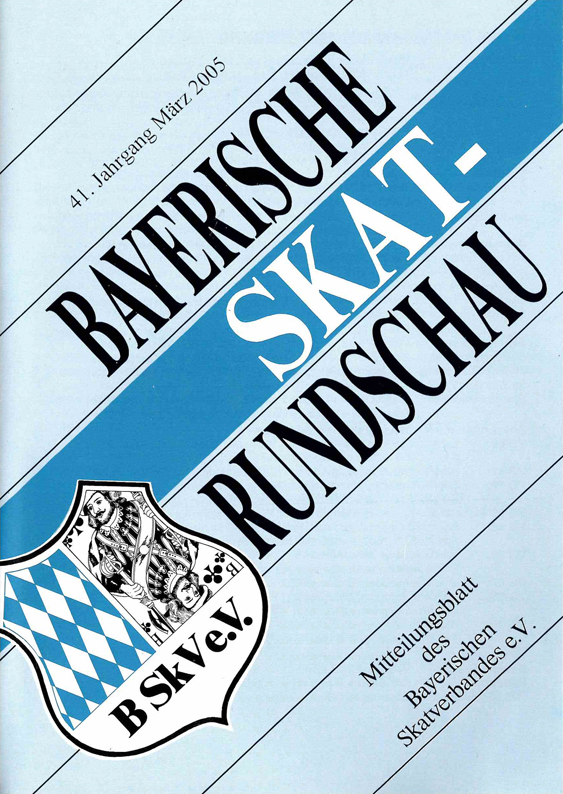 41. Jahrgang März 2005
BAYERISCHE
SKAT-
RUNDSCHAU
B
B SkV e.V.
Mitteilungsblatt
des
Bayerischen
Skatverbandes e.V.